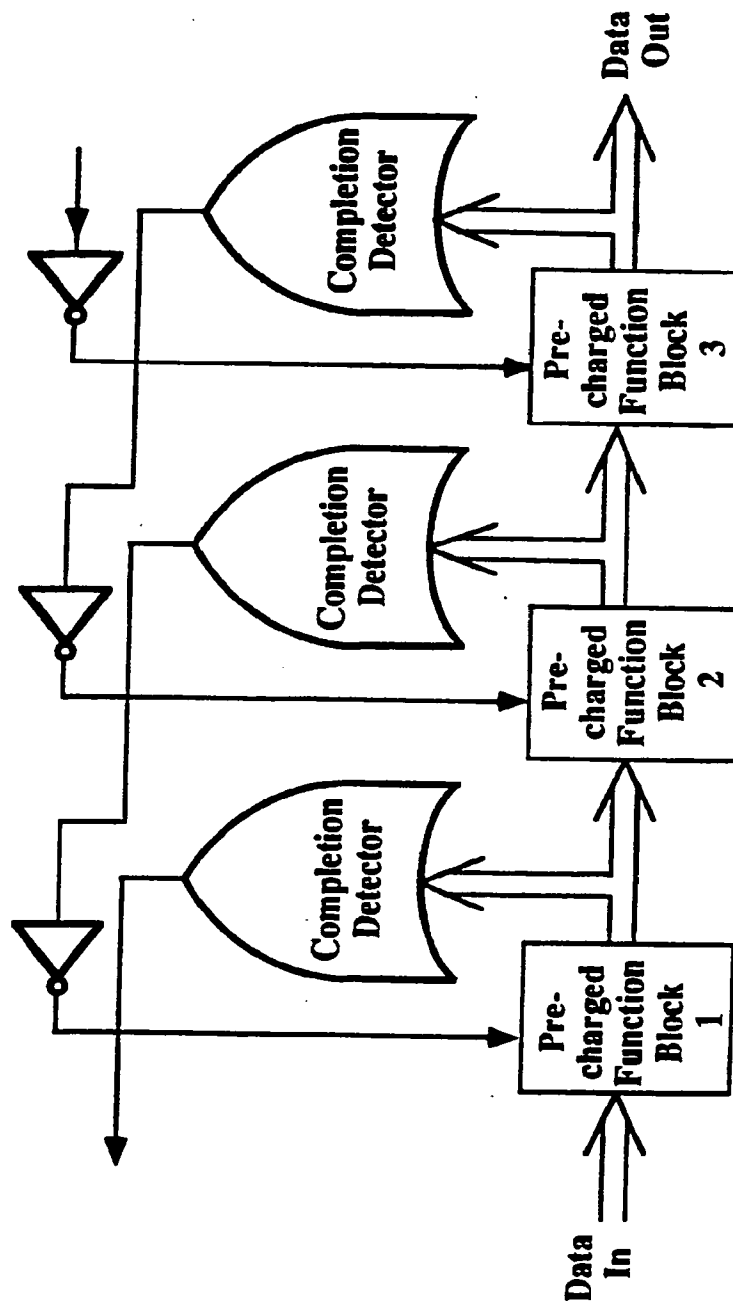 Data
In
Pre-
charged
Function
Block
1
Completion
Detector
Pre-
charged
Function
Block
2
Completion
Detector
Pre-
charged
Function
Block
3
Completion
Detector
Data
Out